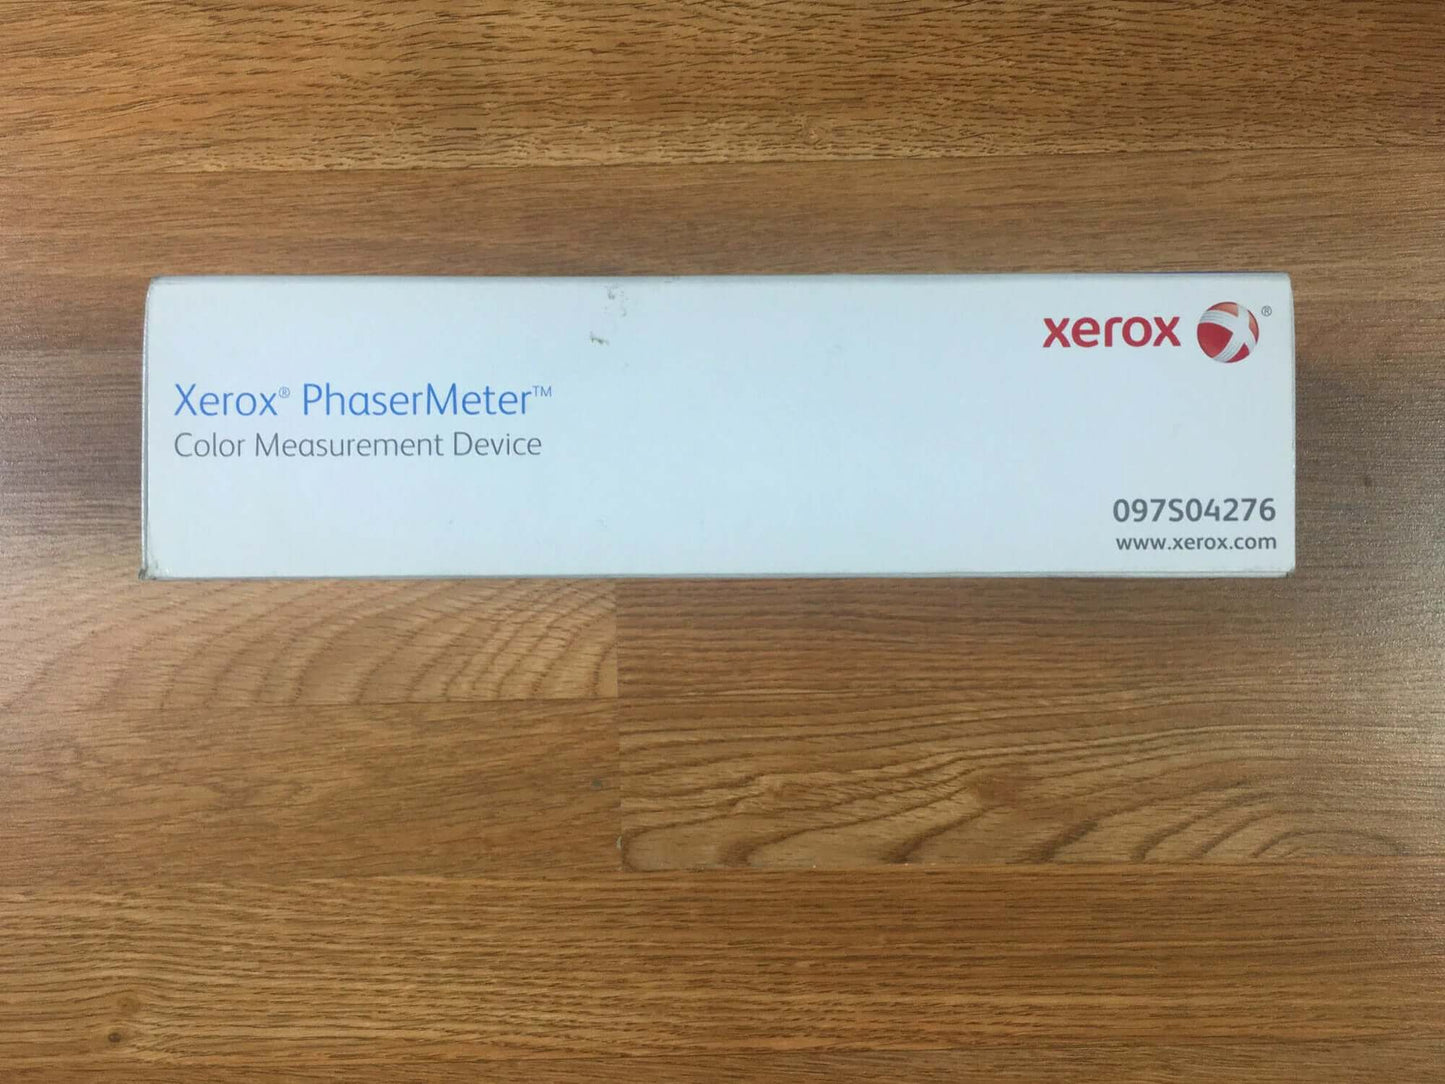 xerox ®
Xerox® PhaserMeter™
Color Measurement Device
097S04276
www.xerox.com